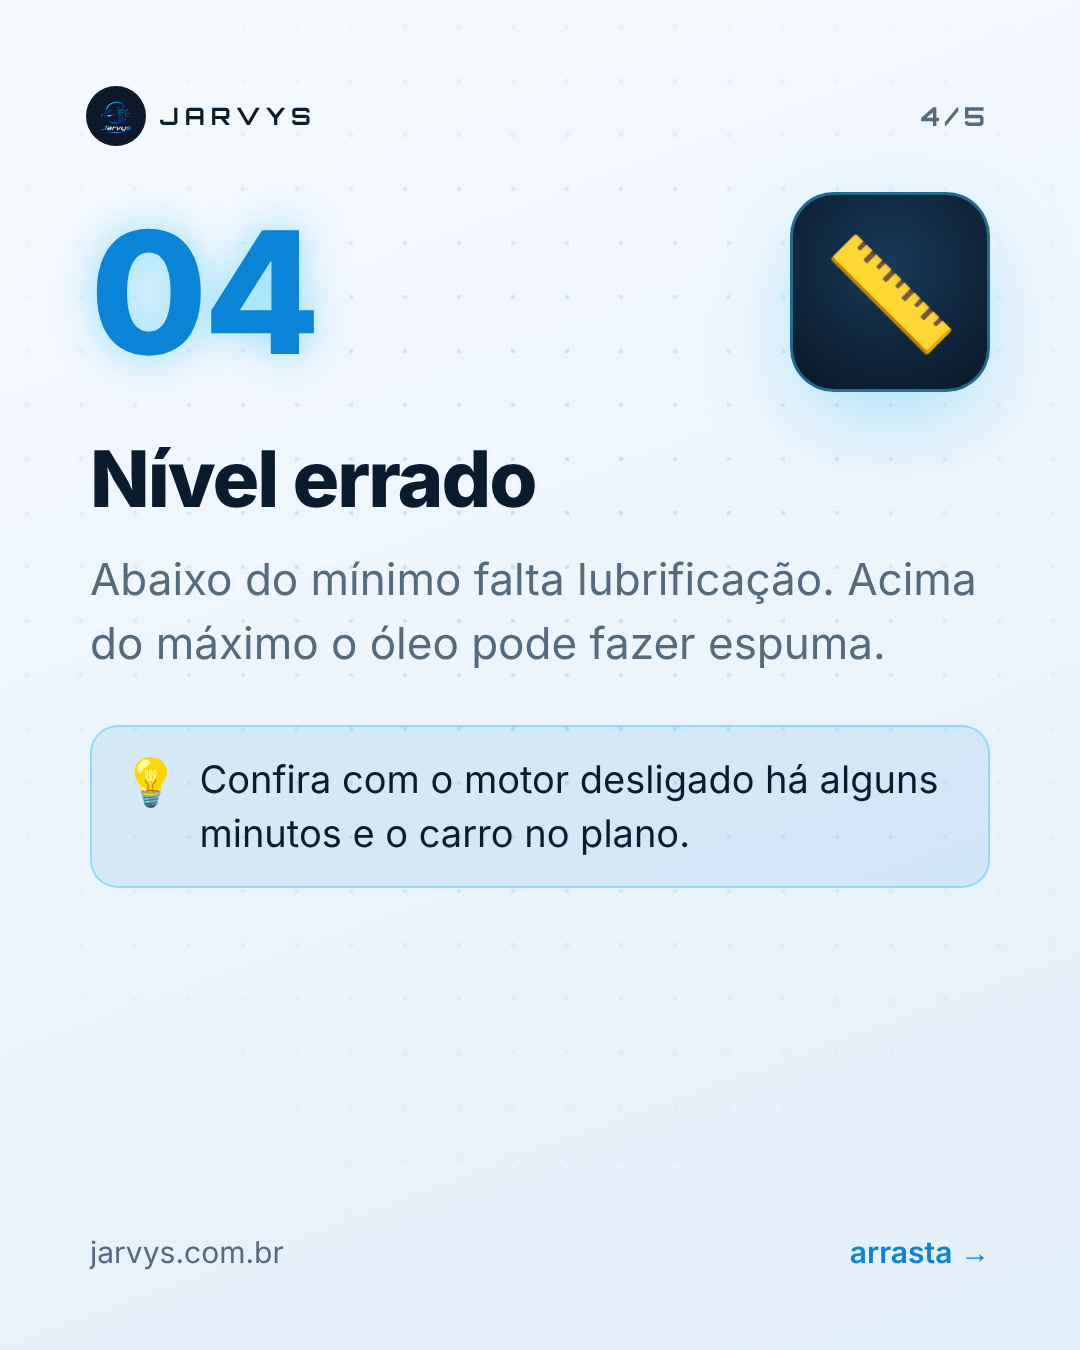 Jarvys
JARVYS
4/5
04
Nível errado
Abaixo do mínimo falta lubrificação. Acima
do máximo o óleo pode fazer espuma.
Confira com o motor desligado há alguns
minutos e o carro no plano.
jarvys.com.br
arrasta →